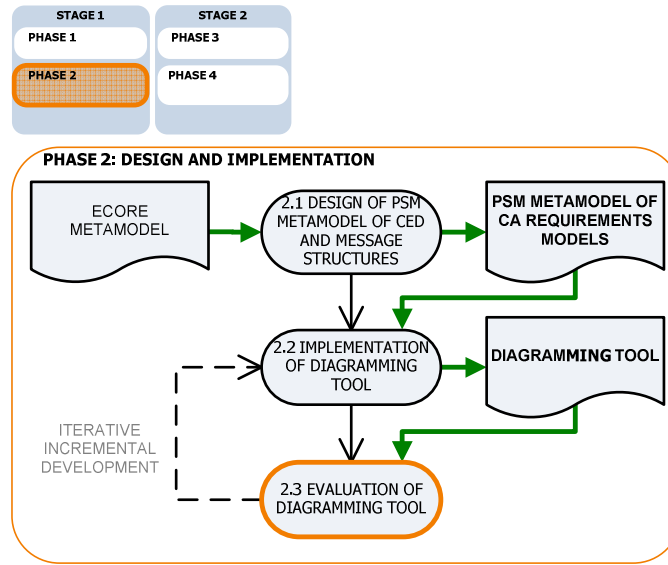 STAGE 1
STAGE 2
PHASE 1
PHASE 3
PHASE 2
PHASE 4
PHASE 2: DESIGN AND IMPLEMENTATION
ECORE
METAMODEL
2.1 DESIGN OF PSM
METAMODEL OF CED
AND MESSAGE
STRUCTURES
PSM METAMODEL OF
CA REQUIREMENTS
MODELS
2.2 IMPLEMENTATION
OF DIAGRAMMING
TOOL
DIAGRAMMING TOOL
ITERATIVE
INCREMENTAL
DEVELOPMENT
2.3 EVALUATION OF
DIAGRAMMING TOOL